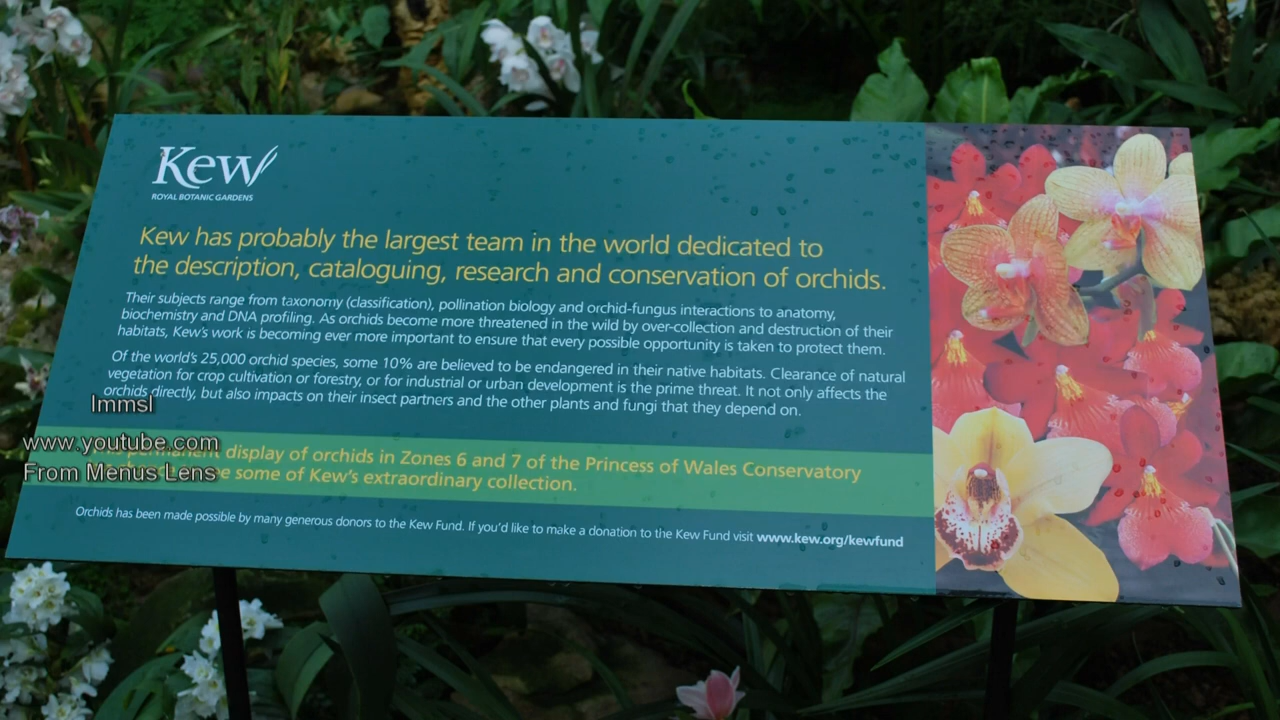 Kew
ROYAL BOTANIC GARDENS
Kew has probably the largest team in the world dedicated to
the description, cataloguing, research and conservation of orchids.
Their subjects range from taxonomy (classification), pollination biology and orchid-fungus interactions to anatomy,
biochemistry and DNA profiling. As orchids become more threatened in the wild by over-collection and destruction of their
habitats, Kew's work is becoming ever more important to ensure that every possible opportunity is taken to protect them.
Of the world's 25,000 orchid species, some 10% are believed to be endangered in their native habitats. Clearance of natural
vegetation for crop cultivation or forestry, or for industrial or urban development is the prime threat. It not only affects the
orchids directly, but also impacts on their insect partners and the other plants and fungi that they depend on.
Immsl
www.youtube.com
From Menus Lens
permanent display of orchids in Zones 6 and 7 of the Princess of Wales Conservatory
some of Kew's extraordinary collection.
Orchids has been made possible by many generous donors to the Kew Fund. If you'd like to make a donation to the Kew Fund visit www.kew.org/kewfund